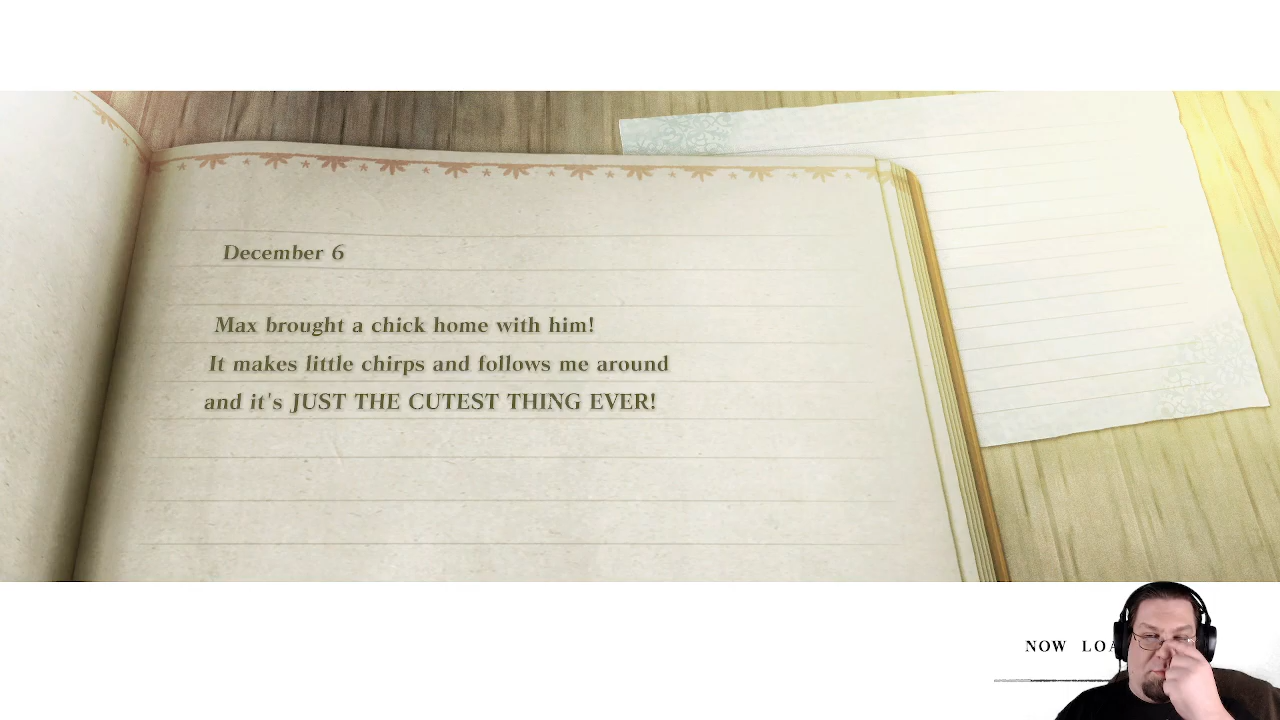 December 6
Max brought a chick home with him!
It makes little chirps and follows me around
and it's JUST THE CUTEST THING EVER!
NOW